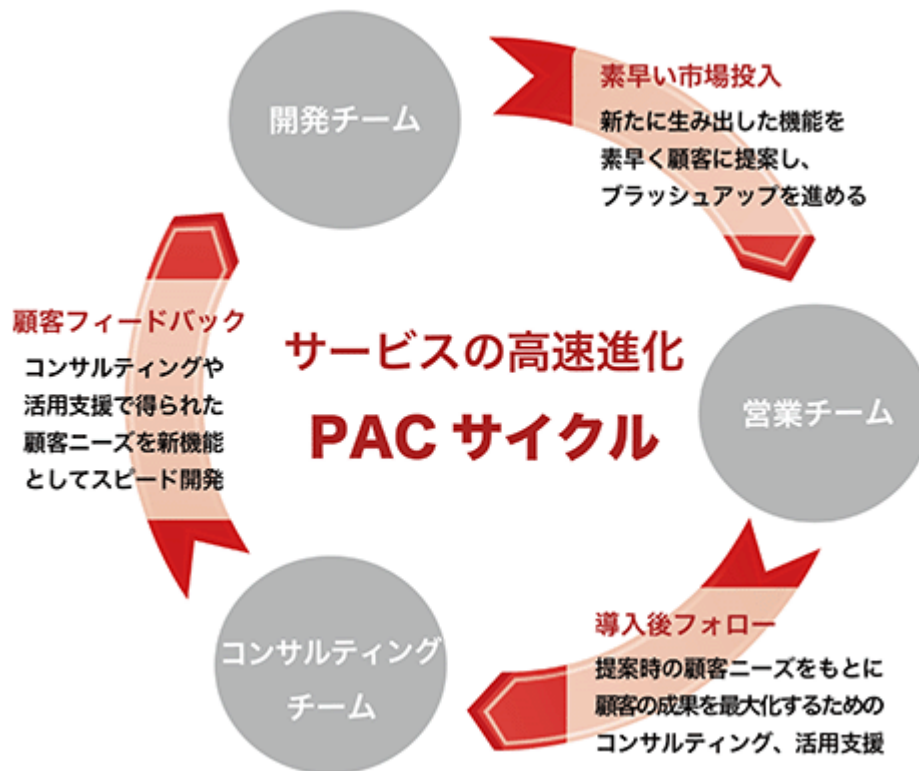 開発チーム
素早い市場投入
新たに生み出した機能を
素早く顧客に提案し、
ブラッシュアップを進める
サービスの高速進化
PAC サイクル
営業チーム
導入後フォロー
提案時の顧客ニーズをもとに
顧客の成果を最大化するための
コンサルティング、活用支援
コンサルティング
チーム
顧客フィードバック
コンサルティングや
活用支援で得られた
顧客ニーズを新機能
としてスピード開発